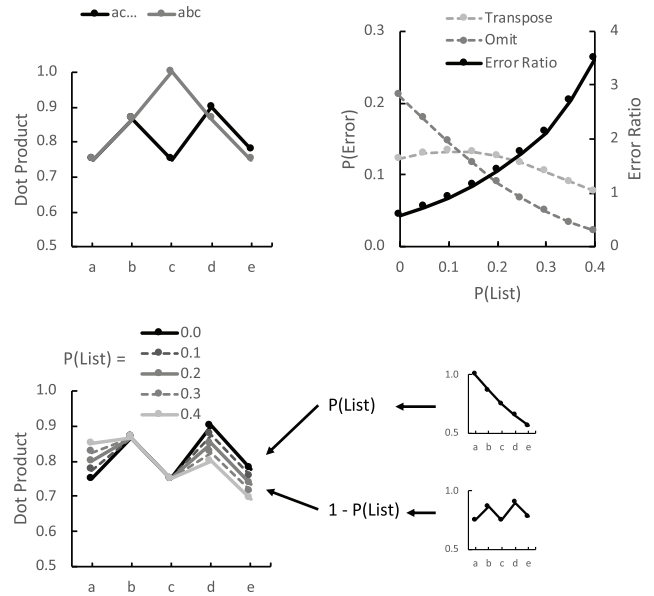 ac... abc
1.0
0.9
0.8
0.7
0.6
0.5
Dot Product
a b c d e
Transpose
Omit
Error Ratio
0.3
0.2
0.1
0.0
P(Error)
4
3
2
1
0
Error Ratio
0 0.1 0.2 0.3 0.4
P(List)
P(List) =
0.0
0.1
0.2
0.3
0.4
1.0
0.9
0.8
0.7
0.6
0.5
Dot Product
a b c d e
P(List)
1 - P(List)
1.0
0.5
a b c d e
1.0
0.5
a b c d e